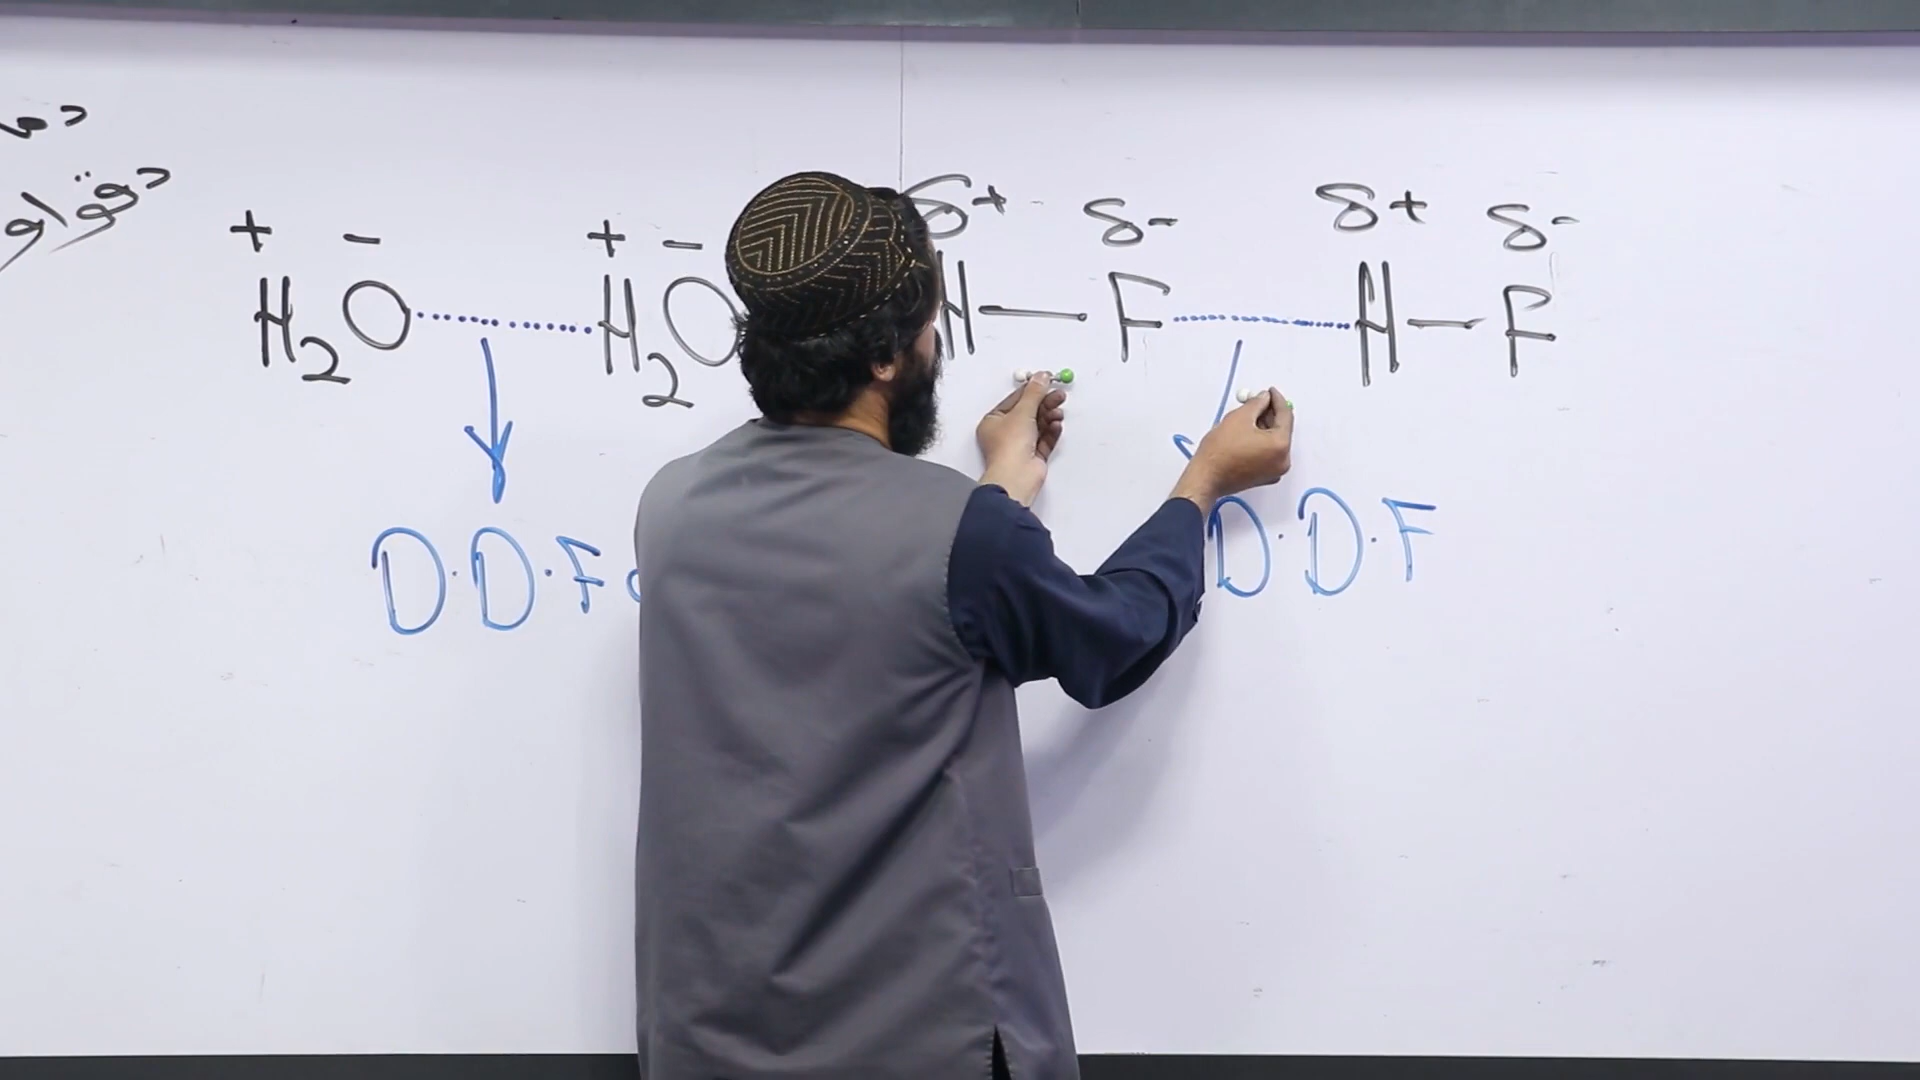 + - + - δ+ δ- δ+ δ-
H₂O ........ H₂O H — F ........ H — F
D.D.F D.D.F